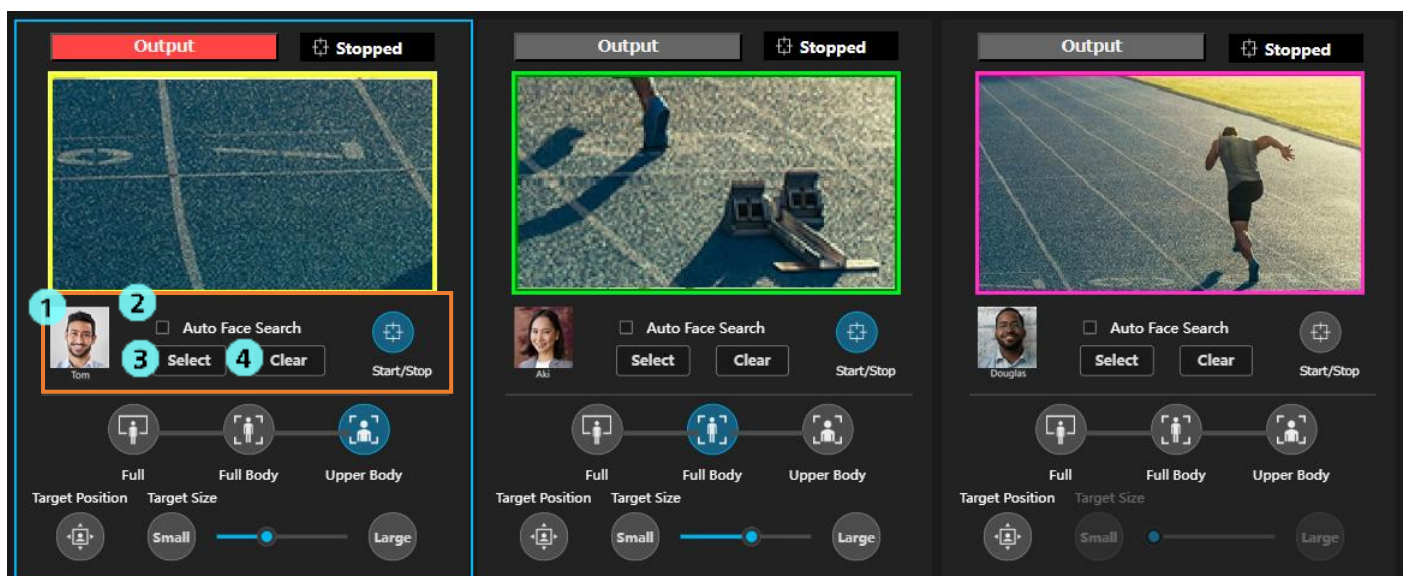 Output Stopped
Output Stopped
Output Stopped
1 2 Auto Face Search
3 Select 4 Clear
Tom Start/Stop
Auto Face Search
Select Clear
Aki Start/Stop
Auto Face Search
Select Clear
Douglas Start/Stop
Full Full Body Upper Body
Target Position Target Size
Small Large
Full Full Body Upper Body
Target Position Target Size
Small Large
Full Full Body Upper Body
Target Position Target Size
Small Large